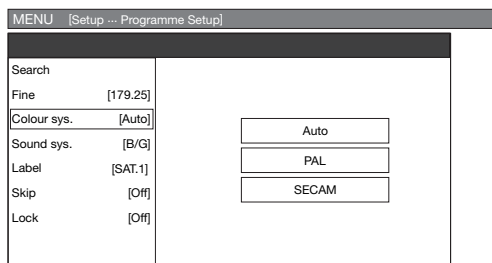 MENU [Setup ··· Programme Setup]
Search
Fine [179.25]
Colour sys. [Auto]
Sound sys. [B/G]
Label [SAT.1]
Skip [Off]
Lock [Off]
Auto
PAL
SECAM